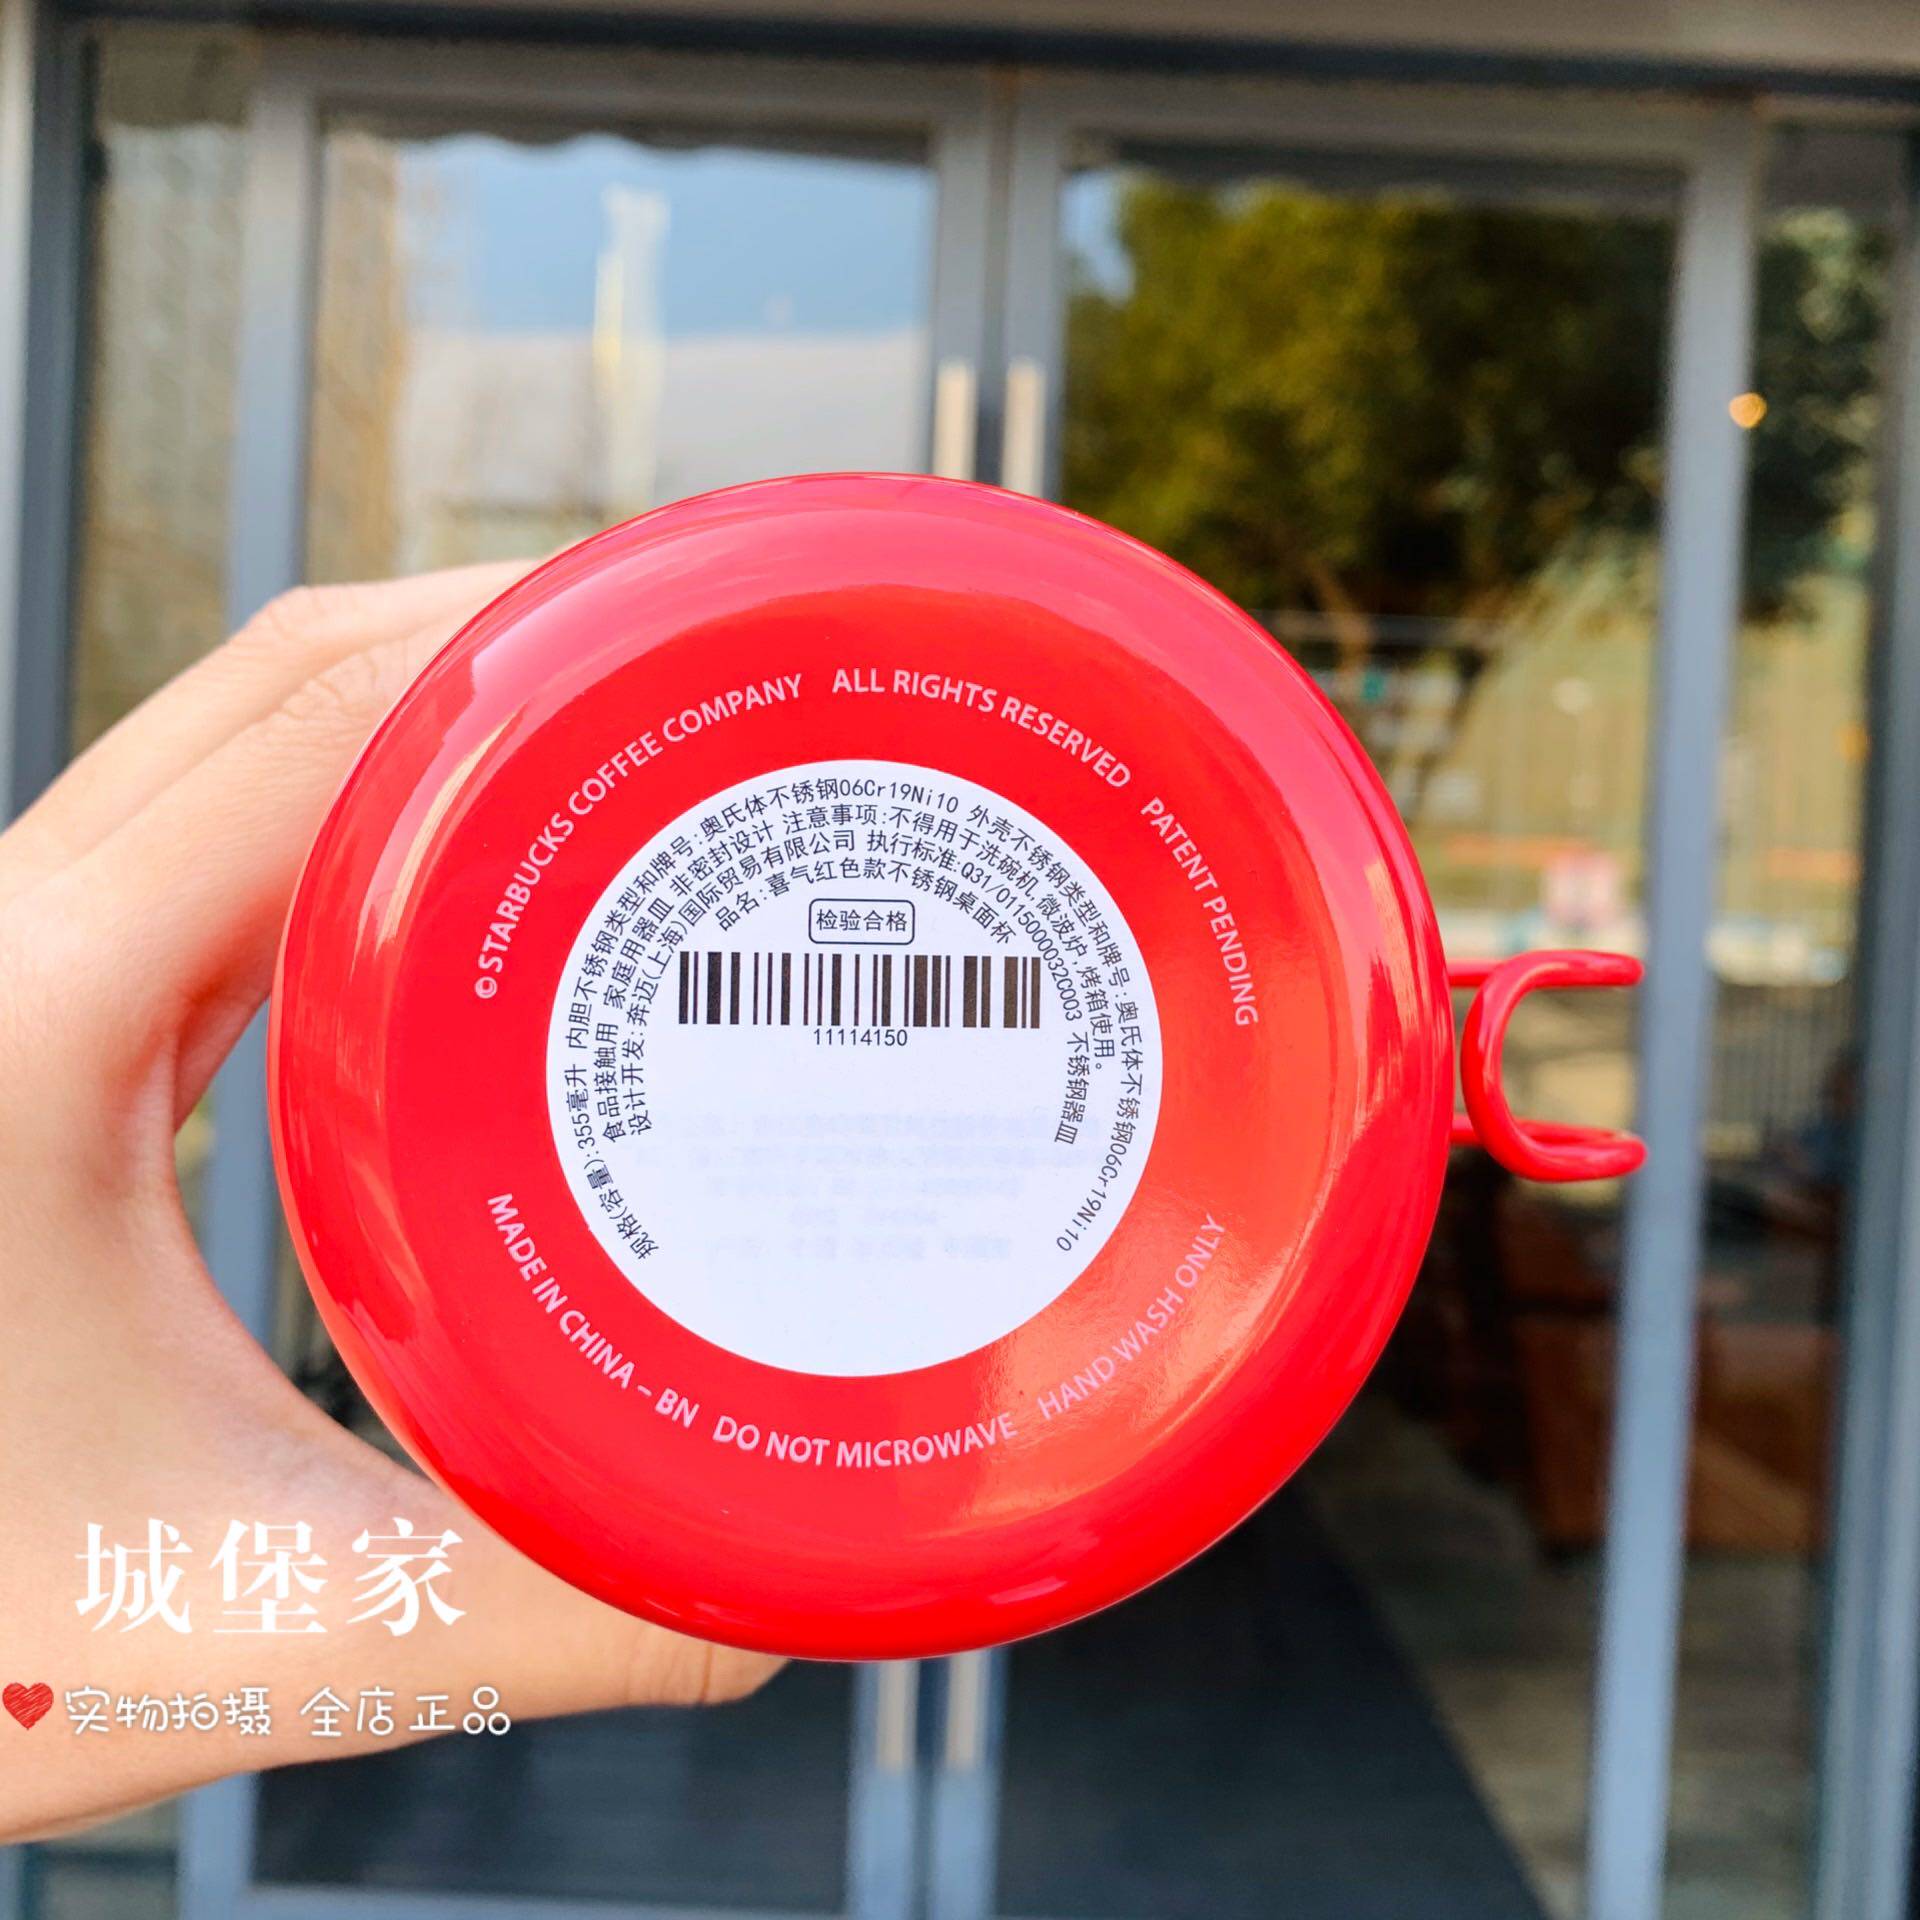 ©STARBUCKS COFFEE COMPANY ALL RIGHTS RESERVED PATENT PENDING
规格(容量):355毫升 内胆不锈钢类型和牌号:奥氏体不锈钢06Cr19Ni10 外壳不锈钢类型和牌号:奥氏体不锈钢06Cr19Ni10
食品接触用 家庭用器皿 非密封设计 注意事项:不得用于洗碗机,微波炉,烤箱使用。
设计开发:奔迈(上海)国际贸易有限公司 执行标准:Q31/0115000032C003 不锈钢器皿
品名:喜气红色款不锈钢桌面杯
检验合格
11114150
MADE IN CHINA – BN DO NOT MICROWAVE HAND WASH ONLY
城堡家
实物拍摄 全店正品